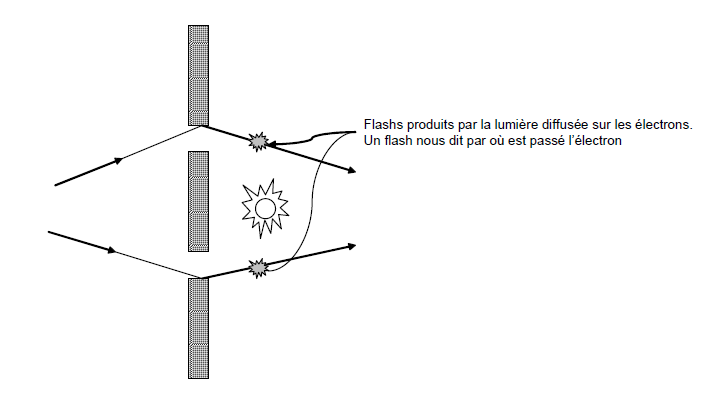 Flashs produits par la lumière diffusée sur les électrons.
Un flash nous dit par où est passé l’électron